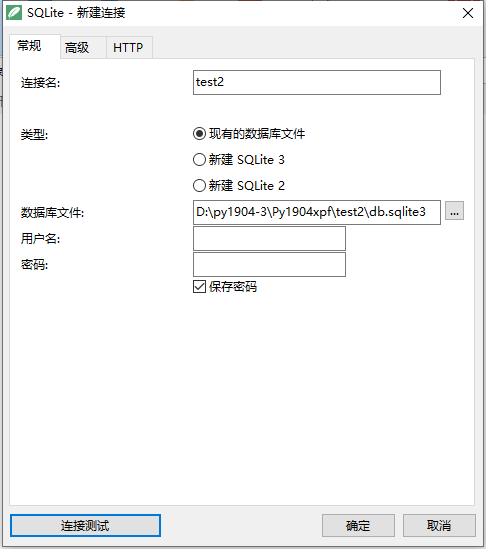 SQLite - 新建连接
常规 高级 HTTP
连接名: test2
类型: 现有的数据库文件
新建 SQLite 3
新建 SQLite 2
数据库文件: D:\py1904-3\Py1904xpf\test2\db.sqlite3 ...
用户名:
密码:
保存密码
连接测试 确定 取消